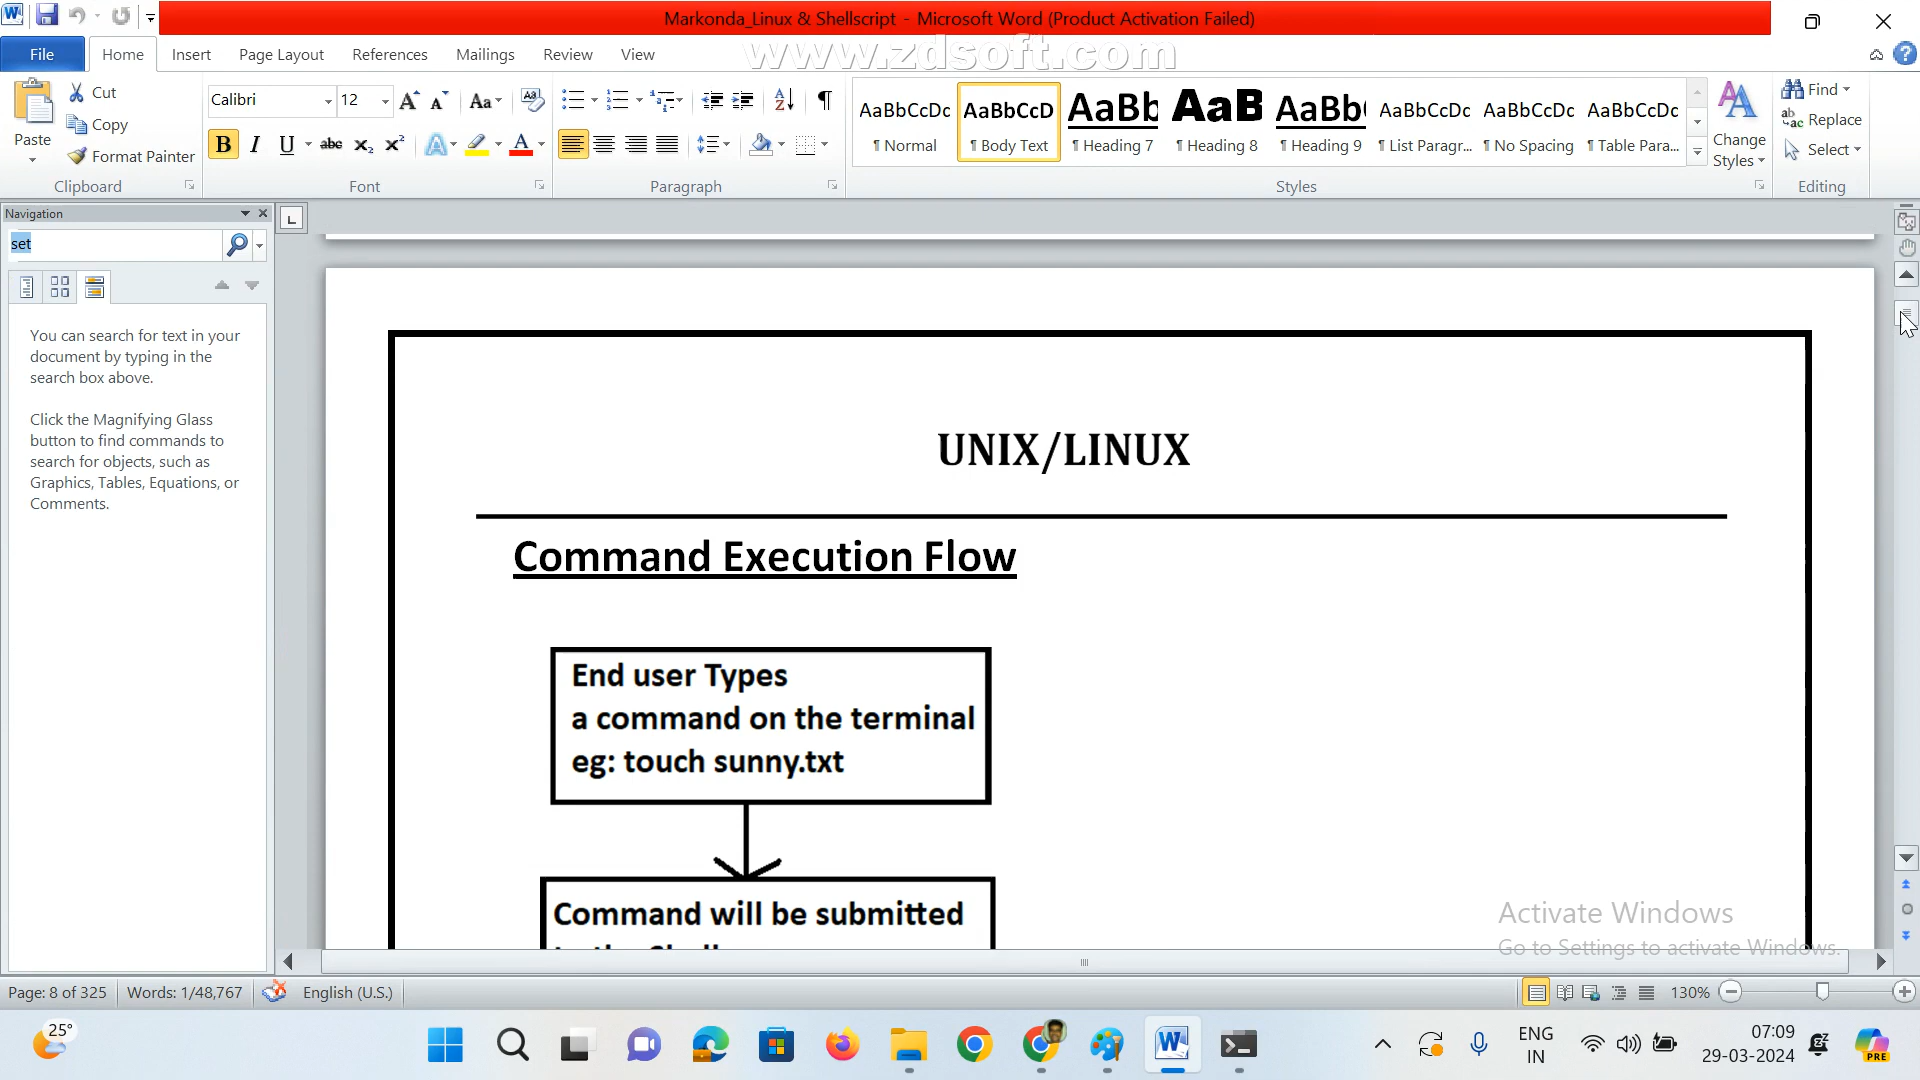 Markonda_Linux & Shellscript - Microsoft Word (Product Activation Failed)
File Home Insert Page Layout References Mailings Review View
www.zdsoft.com
Paste
Cut
Copy
Format Painter
Clipboard
Calibri 12
Font
Paragraph
AaBbCcDc AaBbCcD AaBb AaB AaBb AaBbCcDc AaBbCcDc AaBbCcDc
¶ Normal ¶ Body Text ¶ Heading 7 ¶ Heading 8 ¶ Heading 9 ¶ List Paragr... ¶ No Spacing ¶ Table Para...
Change
Styles
Styles
Find
Replace
Select
Editing
Navigation
set
You can search for text in your
document by typing in the
search box above.
Click the Magnifying Glass
button to find commands to
search for objects, such as
Graphics, Tables, Equations, or
Comments.
UNIX/LINUX
Command Execution Flow
End user Types
a command on the terminal
eg: touch sunny.txt
Command will be submitted
Activate Windows
Go to Settings to activate Windows.
Page: 8 of 325 Words: 1/48,767 English (U.S.) 130%
25°
ENG
IN
07:09
29-03-2024
PRE